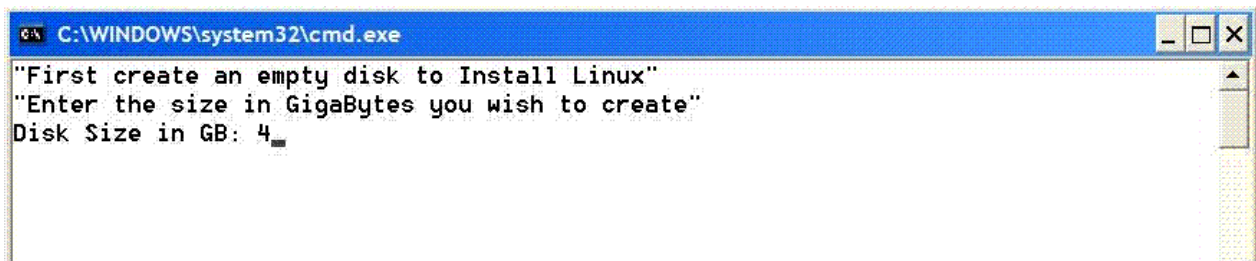 C:\WINDOWS\system32\cmd.exe
"First create an empty disk to Install Linux"
"Enter the size in GigaBytes you wish to create"
Disk Size in GB: 4_